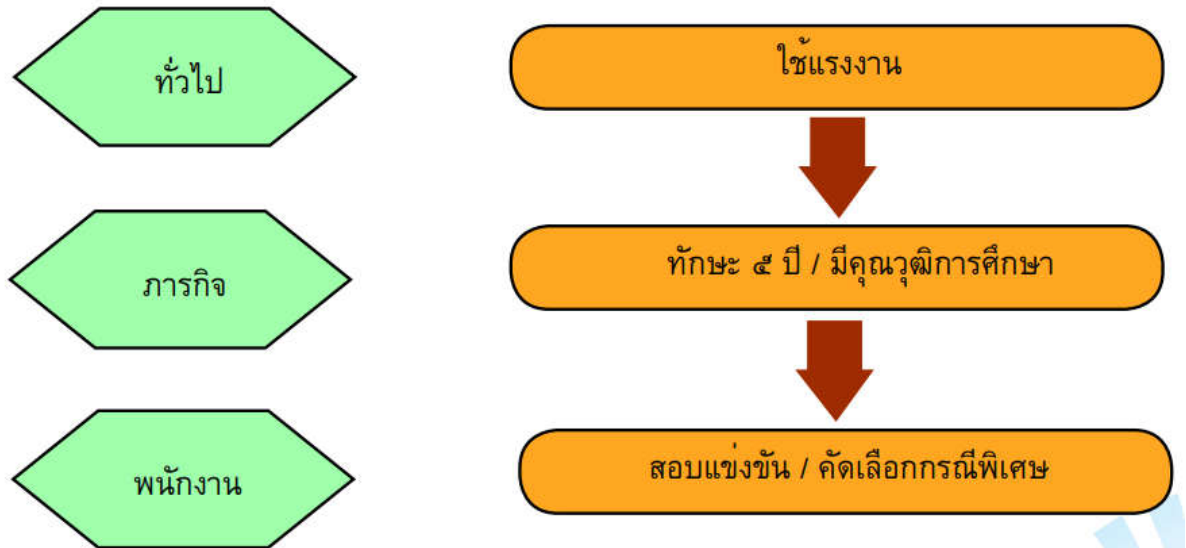 ทั่วไป
ใช้แรงงาน
ภารกิจ
ทักษะ ๕ ปี / มีคุณวุฒิการศึกษา
พนักงาน
สอบแข่งขัน / คัดเลือกกรณีพิเศษ